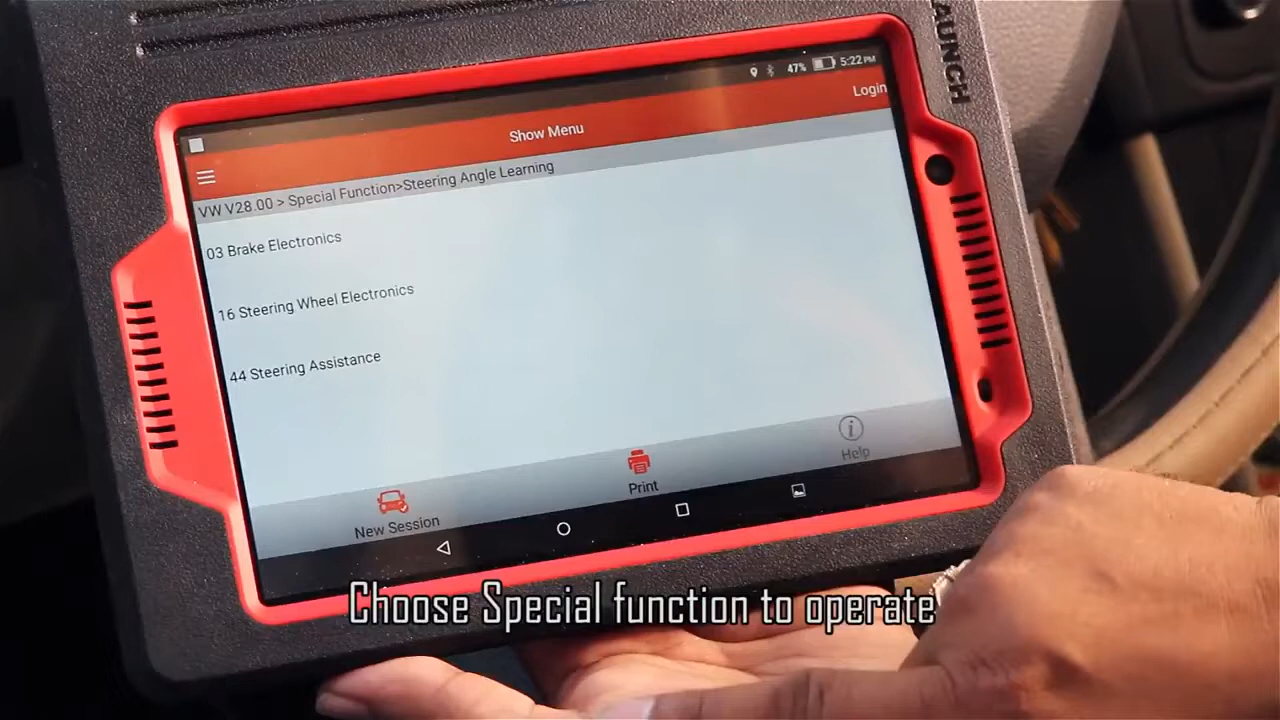 AUNCH
47% 5:22 PM
Login
Show Menu
VW V28.00 > Special Function>Steering Angle Learning
03 Brake Electronics
16 Steering Wheel Electronics
44 Steering Assistance
New Session
Print
Help
Choose Special function to operate